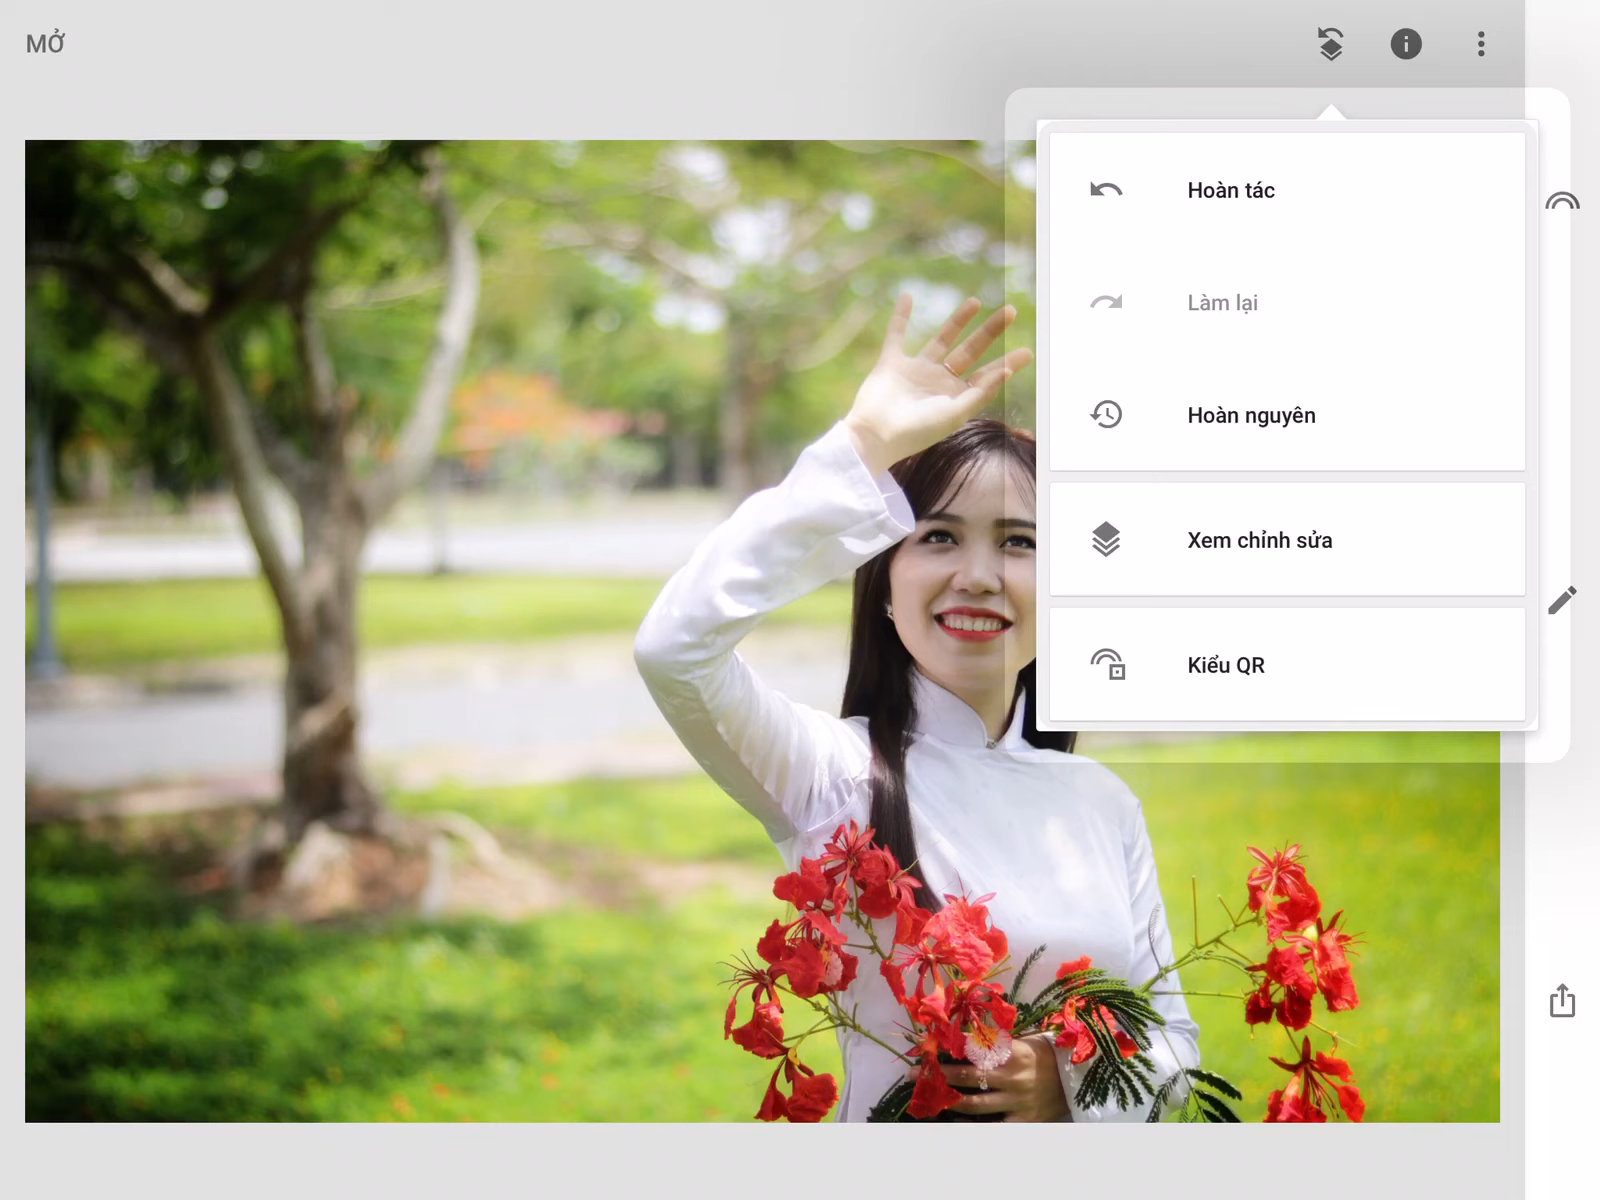 MỞ
Hoàn tác
Làm lại
Hoàn nguyên
Xem chỉnh sửa
Kiểu QR